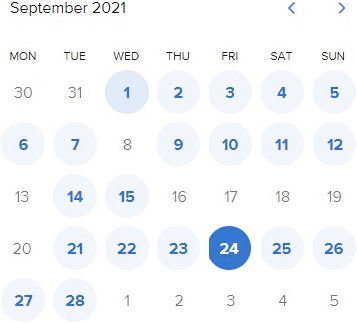 September 2021
MON TUE WED THU FRI SAT SUN
30 31 1 2 3 4 5
6 7 8 9 10 11 12
13 14 15 16 17 18 19
20 21 22 23 24 25 26
27 28 1 2 3 4 5